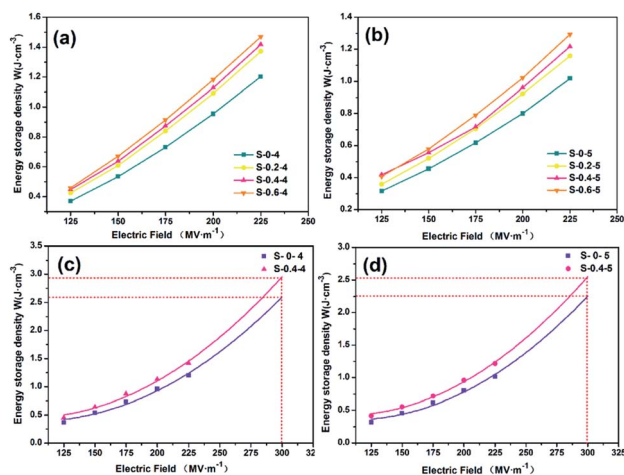 (a)
Energy storage density W(J·cm⁻³)
1.6
1.4
1.2
1.0
0.8
0.6
0.4
S-0-4
S-0.2-4
S-0.4-4
S-0.6-4
125 150 175 200 225 250
Electric Field （MV·m⁻¹）
(b)
Energy storage density W(J·cm⁻³)
1.4
1.2
1.0
0.8
0.6
0.4
0.2
S-0-5
S-0.2-5
S-0.4-5
S-0.6-5
125 150 175 200 225 250
Electric Field （MV·m⁻¹）
(c)
Energy storage density W(J·cm⁻³)
3.5
3.0
2.5
2.0
1.5
1.0
0.5
0.0
S- 0- 4
S-0.4-4
125 150 175 200 225 250 275 300 32
Electric Field （MV·m⁻¹）
(d)
Energy storage density W(J·cm⁻³)
3.0
2.5
2.0
1.5
1.0
0.5
0.0
S- 0- 5
S-0.4-5
125 150 175 200 225 250 275 300 325
Electric Field （MV·m⁻¹）